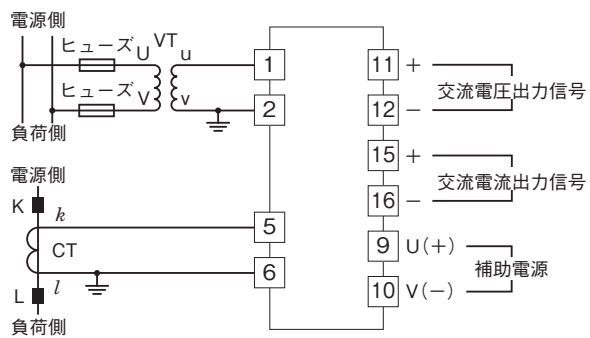 電源側
ヒューズ U VT u
ヒューズ V v
負荷側
電源側
K k
CT
L l
負荷側
1
2
5
6
11 +
12 −
交流電圧出力信号
15 +
16 −
交流電流出力信号
9 U(+)
10 V(−)
補助電源